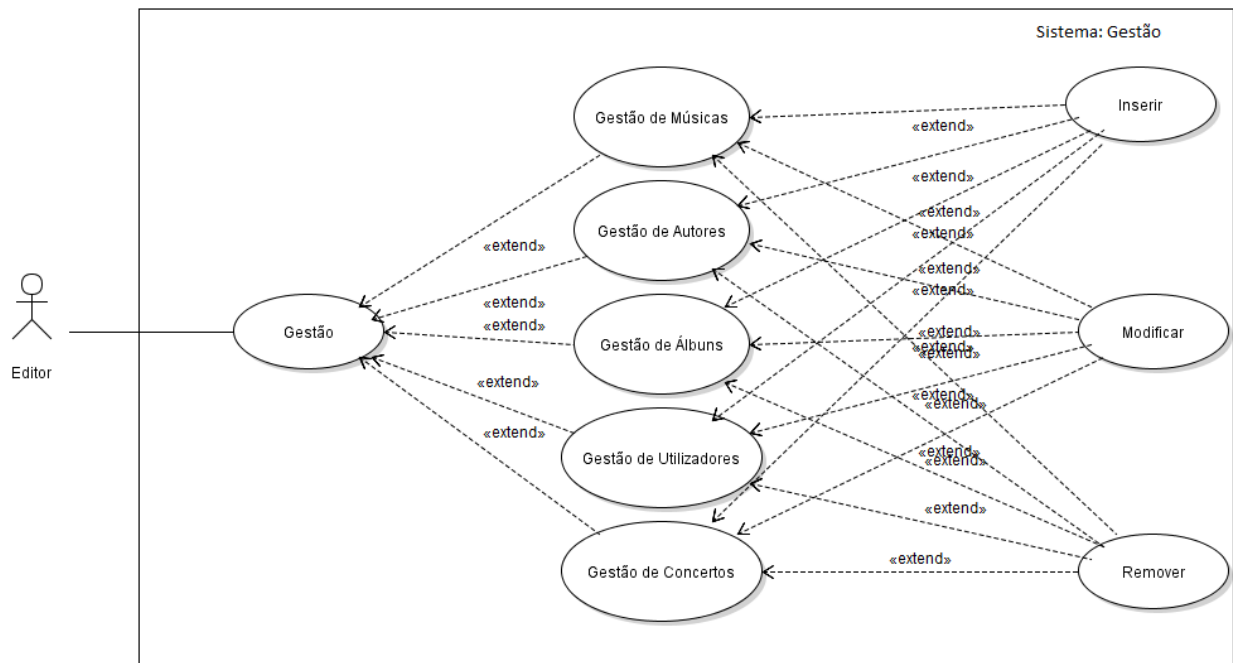 Sistema: Gestão
Gestão de Músicas
Inserir
«extend»
«extend»
«extend»
Gestão de Autores
«extend»
«extend»
«extend»
«extend»
«extend»
Editor
Gestão
«extend»
Gestão de Álbuns
Modificar
«extend»
«extend»
«extend»
«extend»
«extend»
«extend»
Gestão de Utilizadores
«extend»
«extend»
«extend»
«extend»
Gestão de Concertos
Remover